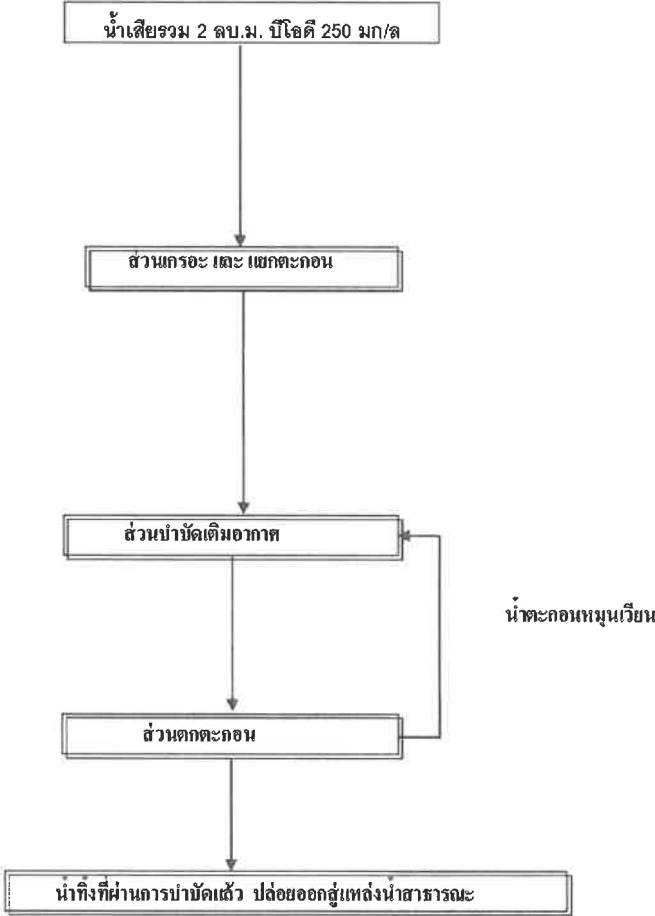 น้ำเสียรวม 2 ลบ.ม. บีโอดี 250 มก/ล
ส่วนเกรอะ และ แยกตะกอน
ส่วนบำบัดเติมอากาศ
น้ำตะกอนหมุนเวียน
ส่วนตกตะกอน
น้ำทิ้งที่ผ่านการบำบัดแล้ว ปล่อยออกสู่แหล่งน้ำสาธารณะ